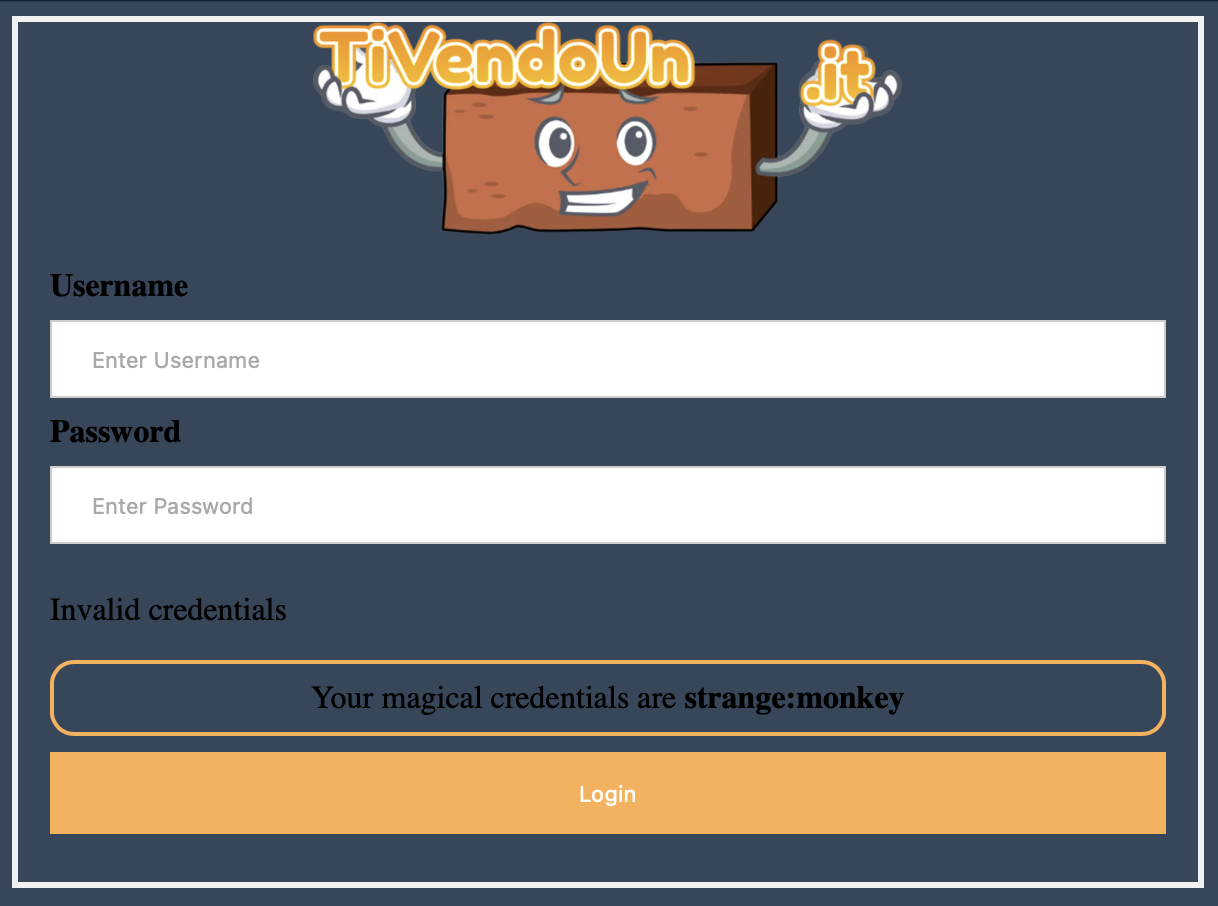 TiVendoUn .it
Username
Enter Username
Password
Enter Password
Invalid credentials
Your magical credentials are strange:monkey
Login